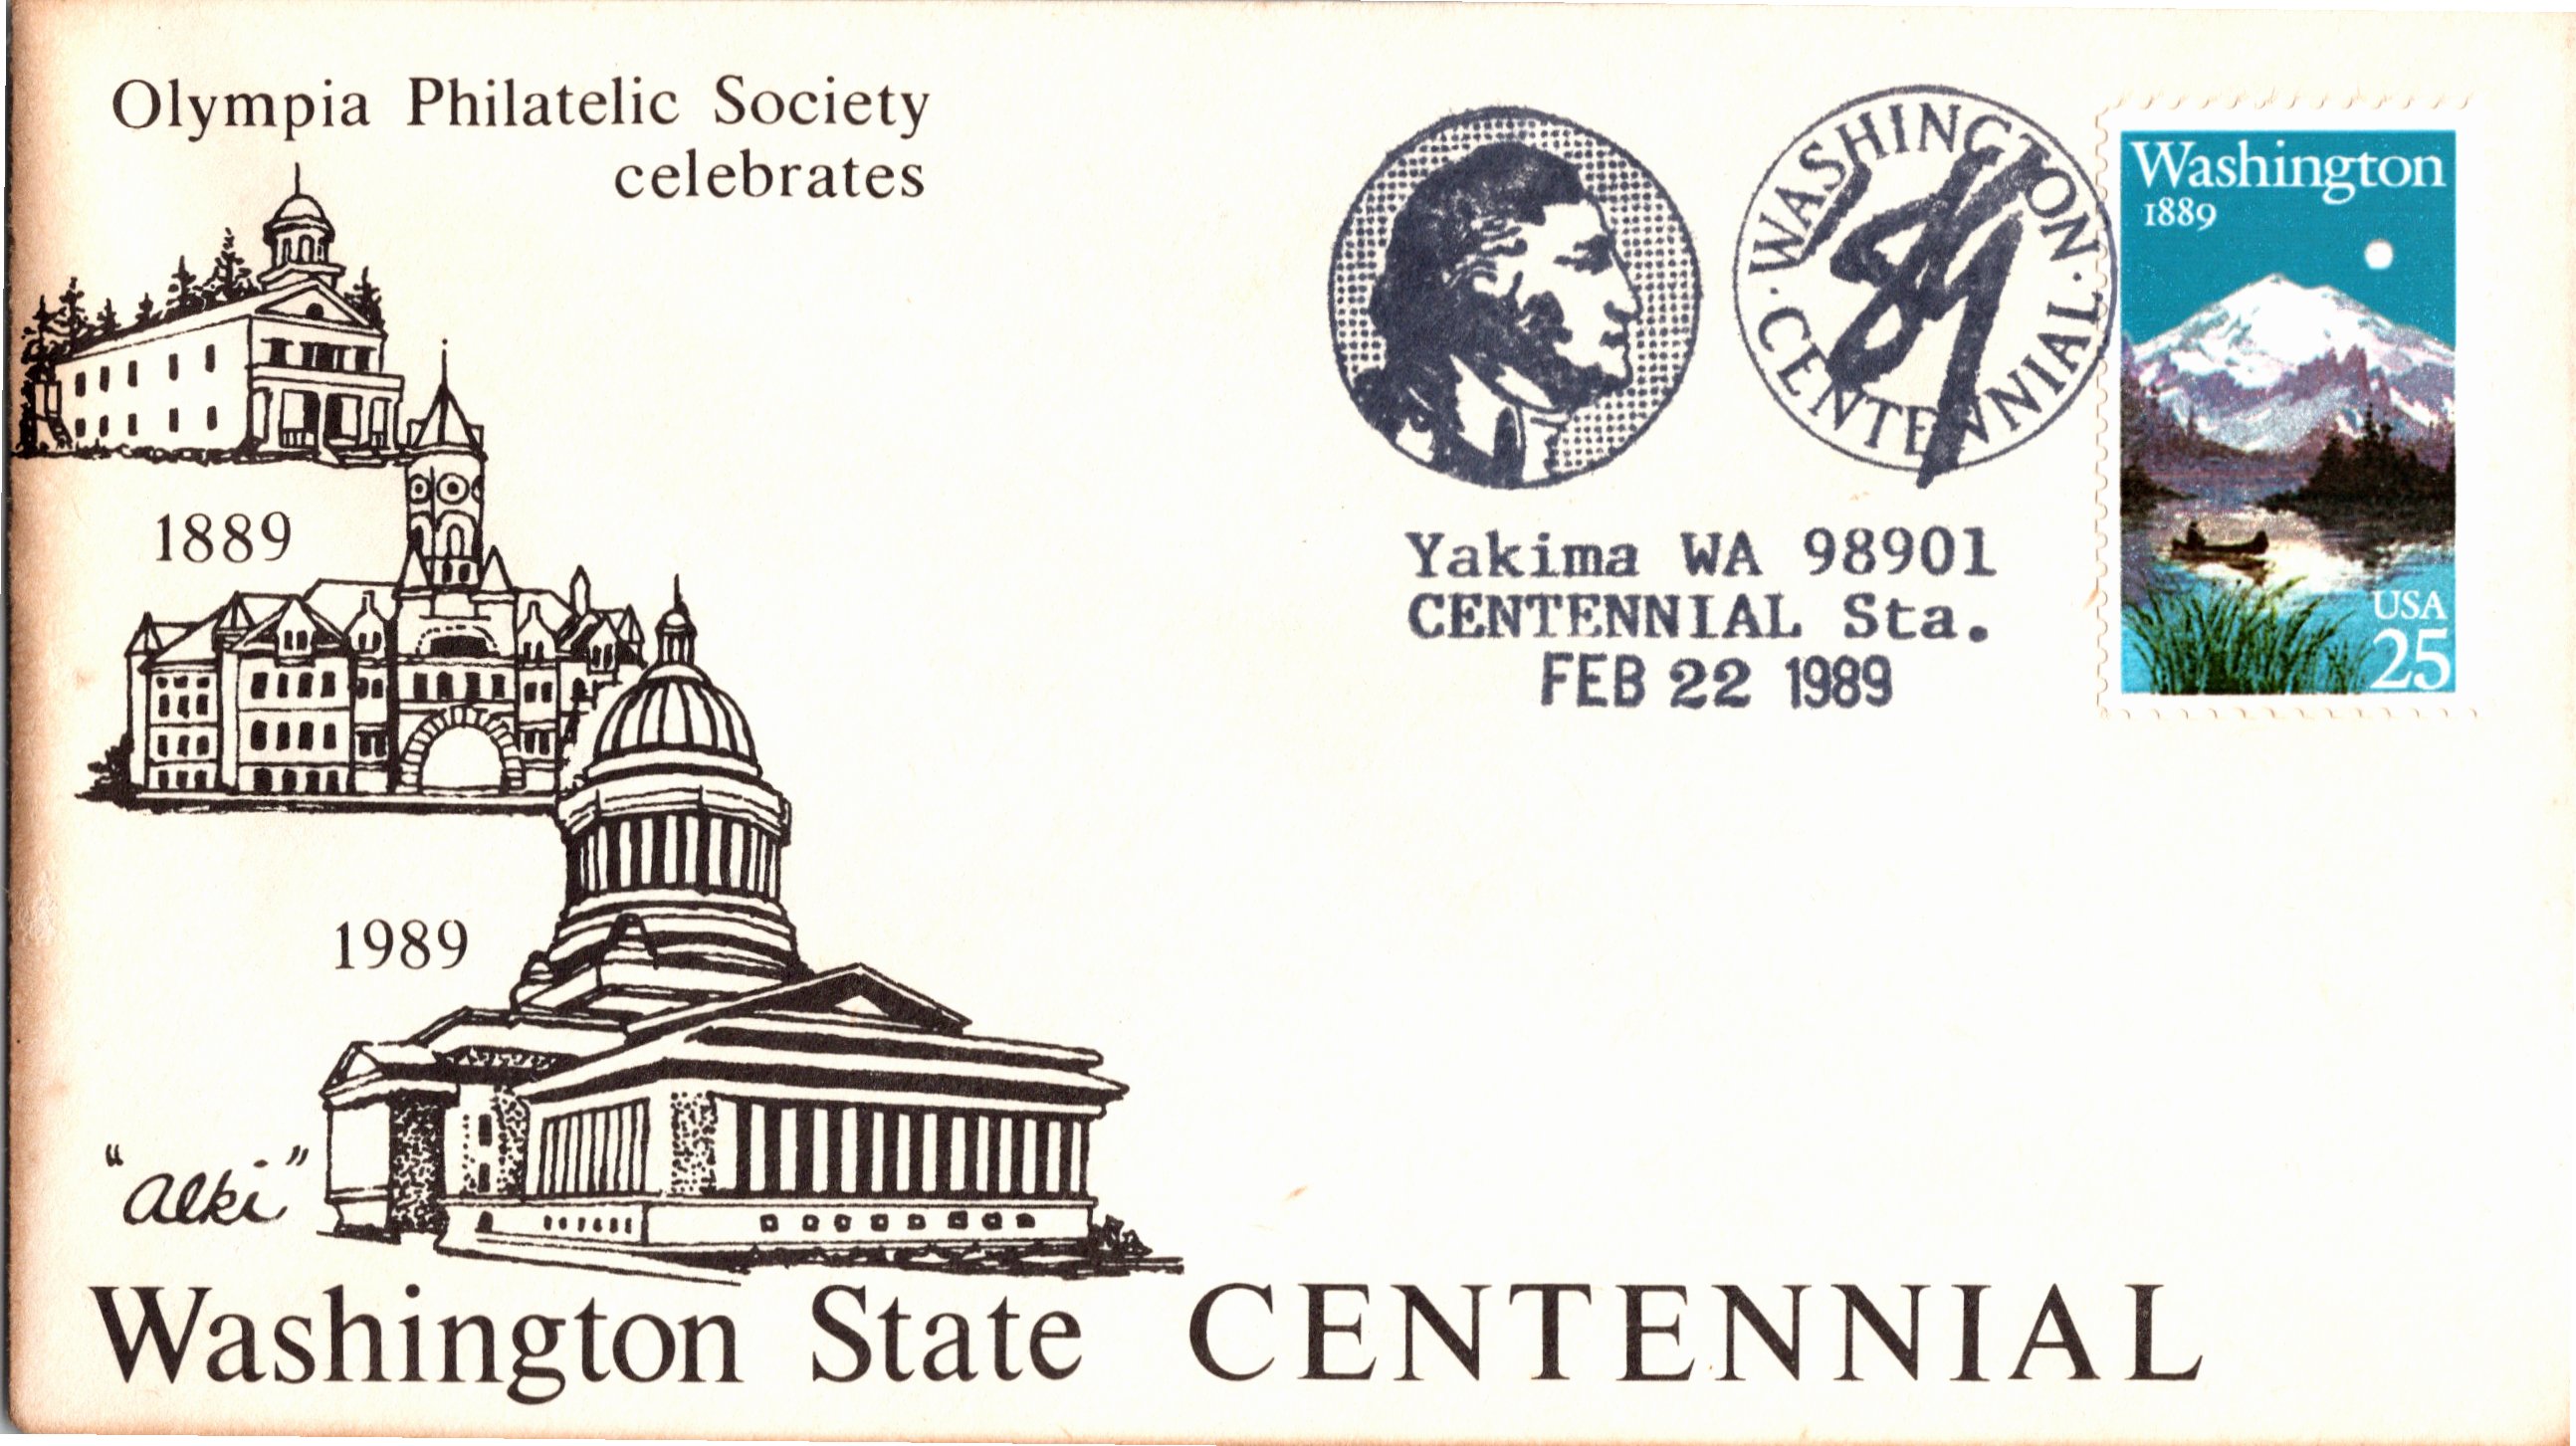 Olympia Philatelic Society
celebrates
1889
1989
"Alki"
Washington State CENTENNIAL
· WASHINGTON ·
CENTENNIAL
89
Yakima WA 98901
CENTENNIAL Sta.
FEB 22 1989
Washington
1889
USA
25